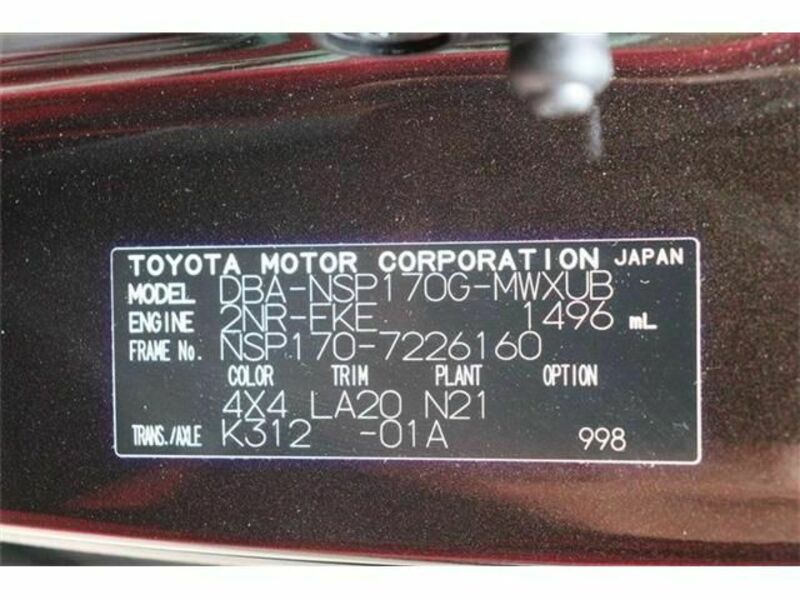 TOYOTA MOTOR CORPORATION JAPAN
MODEL DBA-NSP170G-MWXUB
ENGINE 2NR-EKE 1496 mL
FRAME No. NSP170-7226160
COLOR TRIM PLANT OPTION
4X4 LA20 N21
TRANS./AXLE K312 -01A 998